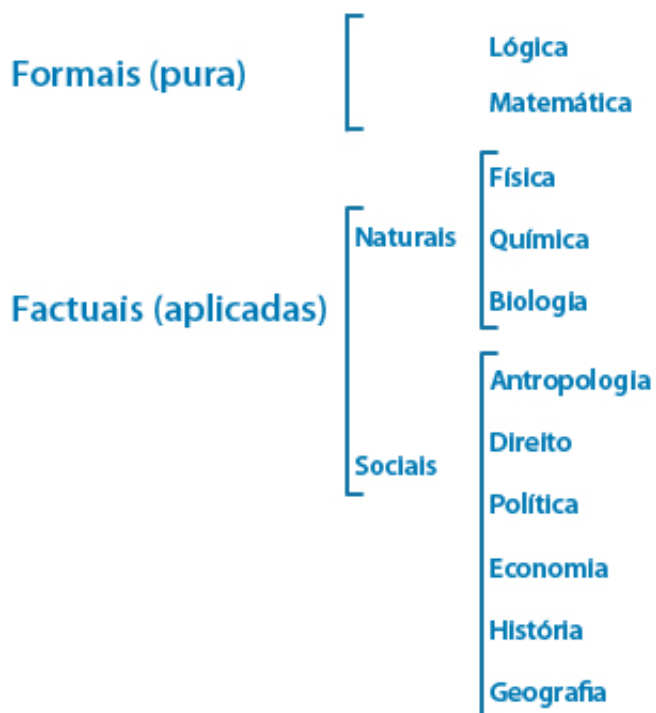 Formais (pura)
Lógica
Matemática
Factuais (aplicadas)
Naturais
Física
Química
Biologia
Sociais
Antropologia
Direito
Política
Economia
História
Geografia